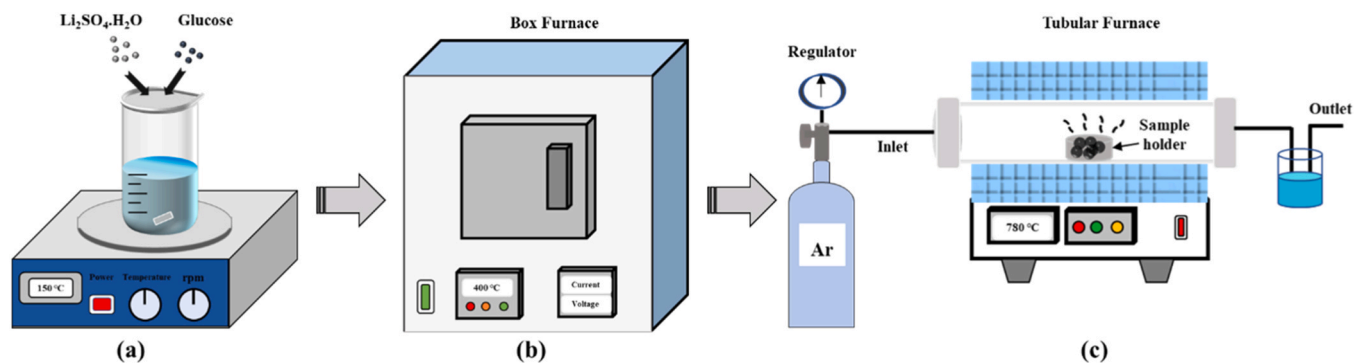 Li₂SO₄.H₂O
Glucose
150 °C
Power
Temperature
rpm
(a)
Box Furnace
400 °C
Current
Voltage
(b)
Regulator
Ar
Inlet
Tubular Furnace
Sample
holder
Outlet
780 °C
(c)